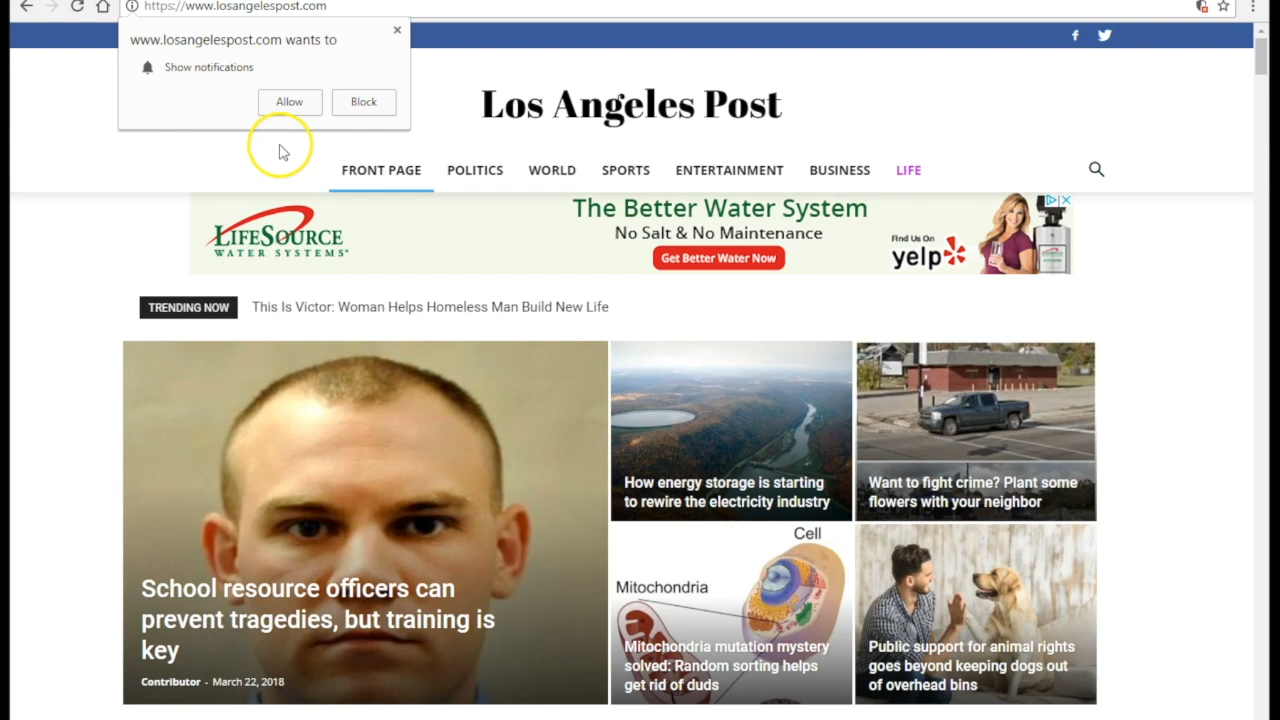 https://www.losangelespost.com
www.losangelespost.com wants to
Show notifications
Allow
Block
Los Angeles Post
FRONT PAGE
POLITICS
WORLD
SPORTS
ENTERTAINMENT
BUSINESS
LIFE
LIFESOURCE
WATER SYSTEMS
The Better Water System
No Salt & No Maintenance
Get Better Water Now
Find Us On
yelp
TRENDING NOW
This Is Victor: Woman Helps Homeless Man Build New Life
School resource officers can
prevent tragedies, but training is
key
Contributor - March 22, 2018
How energy storage is starting
to rewire the electricity industry
Want to fight crime? Plant some
flowers with your neighbor
Cell
Mitochondria
Mitochondria mutation mystery
solved: Random sorting helps
get rid of duds
Public support for animal rights
goes beyond keeping dogs out
of overhead bins